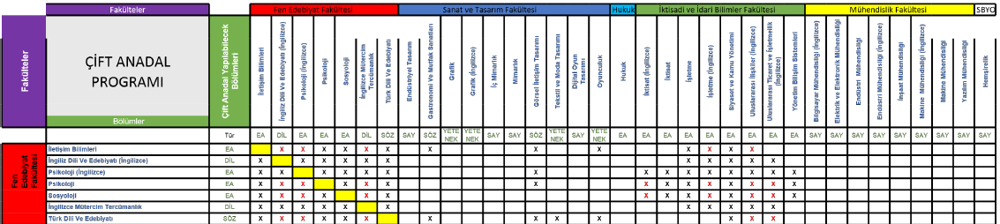 Fakülteler
Fen Edebiyat Fakültesi
Sanat ve Tasarım Fakültesi
Hukuk
İktisadi ve İdari Bilimler Fakültesi
Mühendislik Fakültesi
SBYO
Fakülteler
ÇİFT ANADAL
PROGRAMI
Bölümler
Çift Anadal Yapılabilecek
Bölümleri
İletişim Bilimleri
İngiliz Dili Ve Edebiyatı (İngilizce)
Psikoloji (İngilizce)
Psikoloji
Sosyoloji
İngilizce Mütercim
Tercümanlık
Türk Dili Ve Edebiyatı
Endüstriyel Tasarım
Gastronomi Ve Mutfak Sanatları
Grafik
Grafik (İngilizce)
İç Mimarlık
Mimarlık
Görsel İletişim Tasarımı
Tekstil ve Moda Tasarımı
Dijital Oyun
Tasarımı
Oyunculuk
Hukuk
İktisat (İngilizce)
İktisat
İşletme
İşletme (İngilizce)
Siyaset ve Kamu Yönetimi
Uluslararası İlişkiler (İngilizce)
Uluslararası Ticaret ve İşletmecilik
(İngilizce)
Yönetim Bilişim Sistemleri
Bilgisayar Mühendisliği (İngilizce)
Elektrik ve Elektronik Mühendisliği
Endüstri Mühendisliği
Endüstri Mühendisliği (İngilizce)
İnşaat Mühendisliği
Makine Mühendisliği (İngilizce)
Makine Mühendisliği
Yazılım Mühendisliği
Hemşirelik
Tür EA DİL EA EA EA DİL SÖZ SAY SÖZ YETENEK YETENEK SAY SAY SÖZ YETENEK SAY YETENEK EA EA EA EA EA EA EA EA EA SAY SAY SAY SAY SAY SAY SAY SAY SAY
Fen
Edebiyat
Fakültesi
İletişim Bilimleri EA X X X X X X X X X X X X X
İngiliz Dili Ve Edebiyatı (İngilizce) DİL X X X X X X X X X X X
Psikoloji (İngilizce) EA X X X X X X X X X X X X X X X
Psikoloji EA X X X X X X X X X X X X X X X
Sosyoloji EA X X X X X X X X X X X X X X
İngilizce Mütercim Tercümanlık DİL X X X X X X X X X X X
Türk Dili Ve Edebiyatı SÖZ X X X X X X X X X X X X X